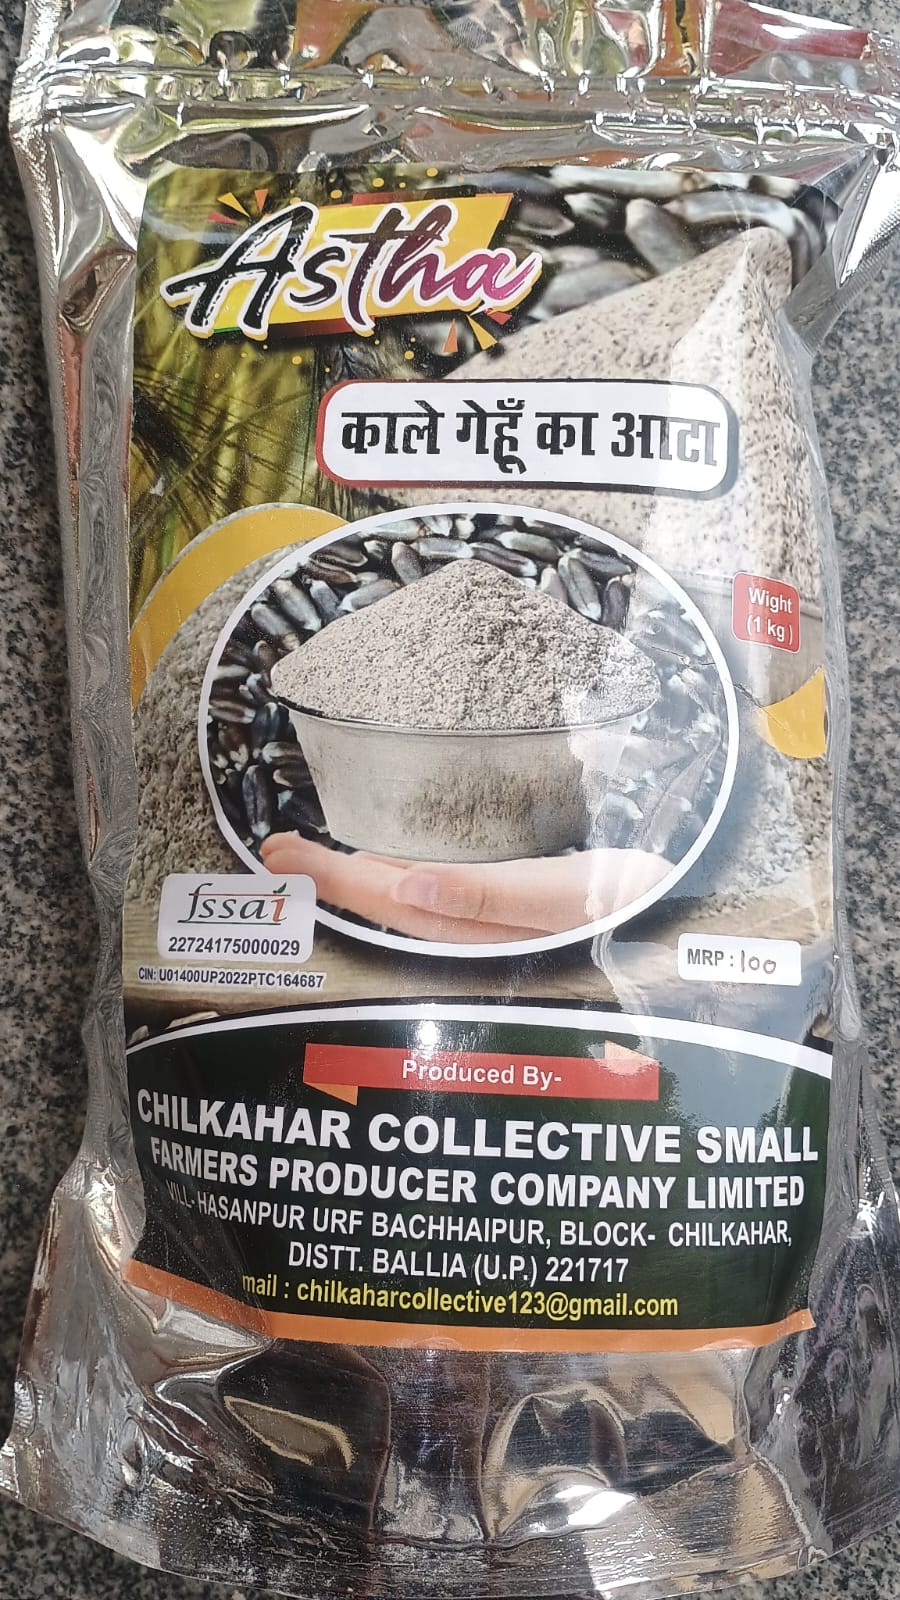 Astha
काले गेहूँ का आटा
Wight
(1 kg )
fssai
22724175000029
CIN: U01400UP2022PTC164687
MRP : 100
Produced By-
CHILKAHAR COLLECTIVE SMALL
FARMERS PRODUCER COMPANY LIMITED
VILL- HASANPUR URF BACHHAIPUR, BLOCK- CHILKAHAR,
DISTT. BALLIA (U.P.) 221717
mail : chilkaharcollective123@gmail.com